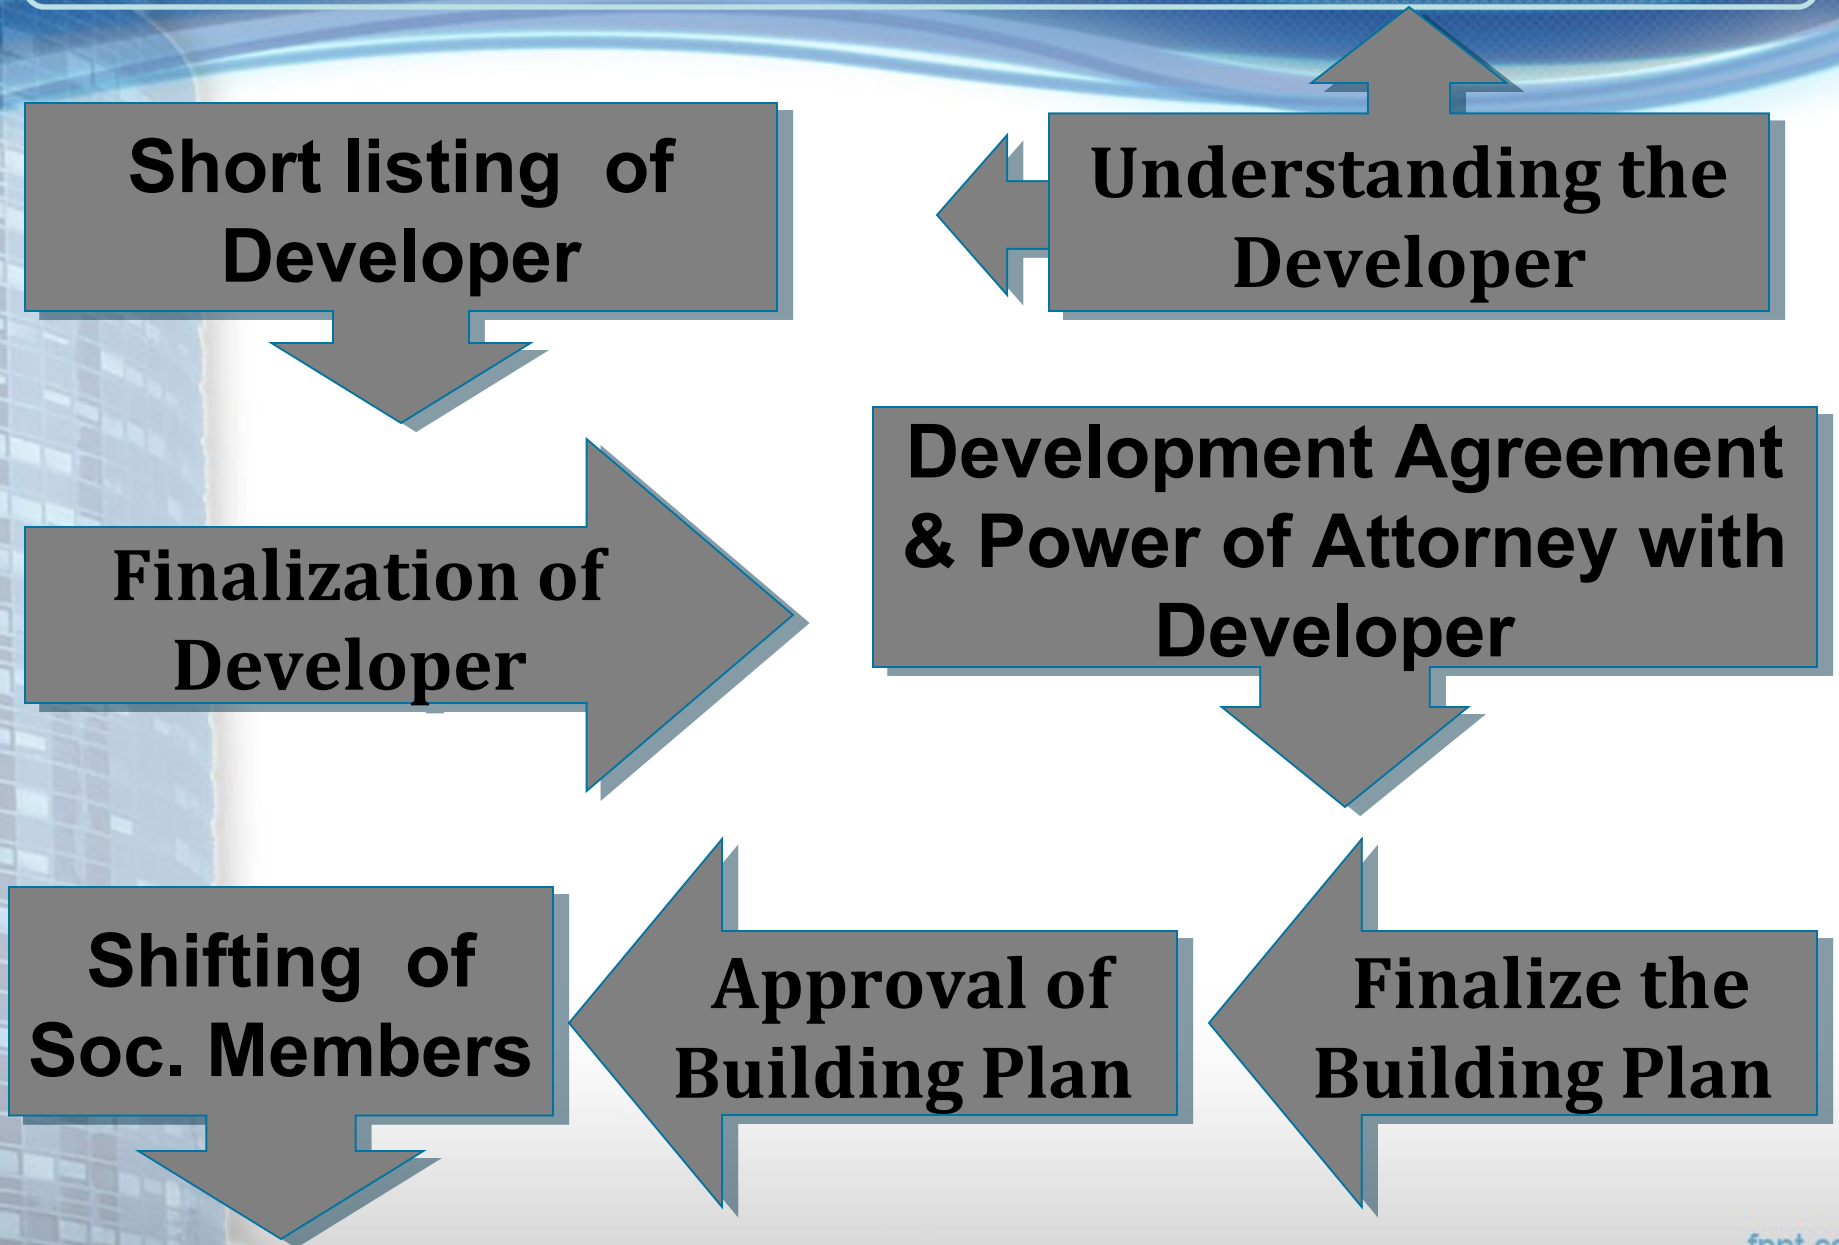 Short listing of
Developer
Understanding the
Developer
Finalization of
Developer
Development Agreement
& Power of Attorney with
Developer
Shifting of
Soc. Members
Approval of
Building Plan
Finalize the
Building Plan